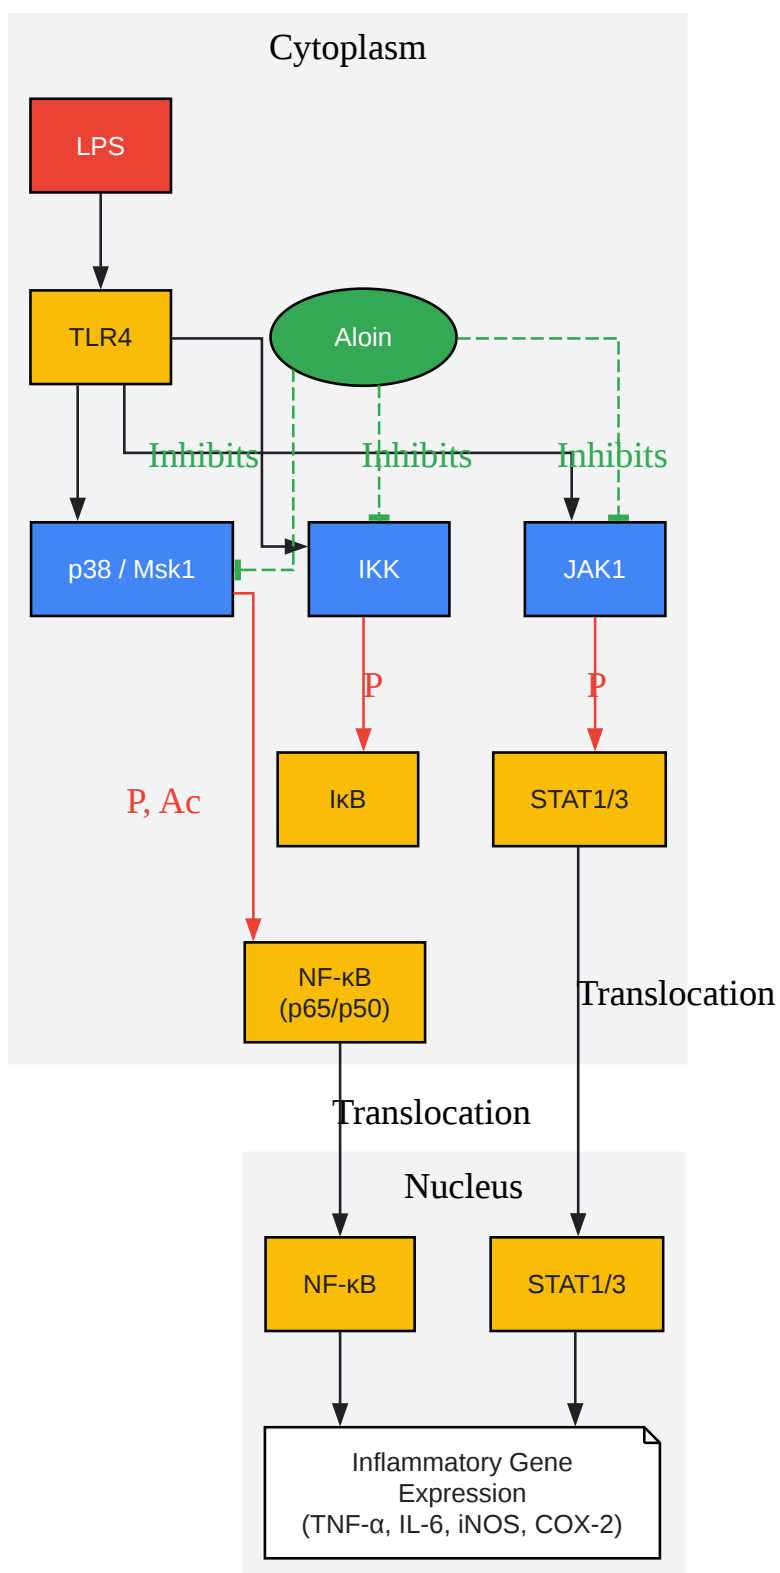 Cytoplasm
LPS
TLR4
Aloin
Inhibits
Inhibits
Inhibits
p38 / Msk1
IKK
JAK1
P
P
P, Ac
IκB
STAT1/3
NF-κB
(p65/p50)
Translocation
Translocation
Nucleus
NF-κB
STAT1/3
Inflammatory Gene
Expression
(TNF-α, IL-6, iNOS, COX-2)